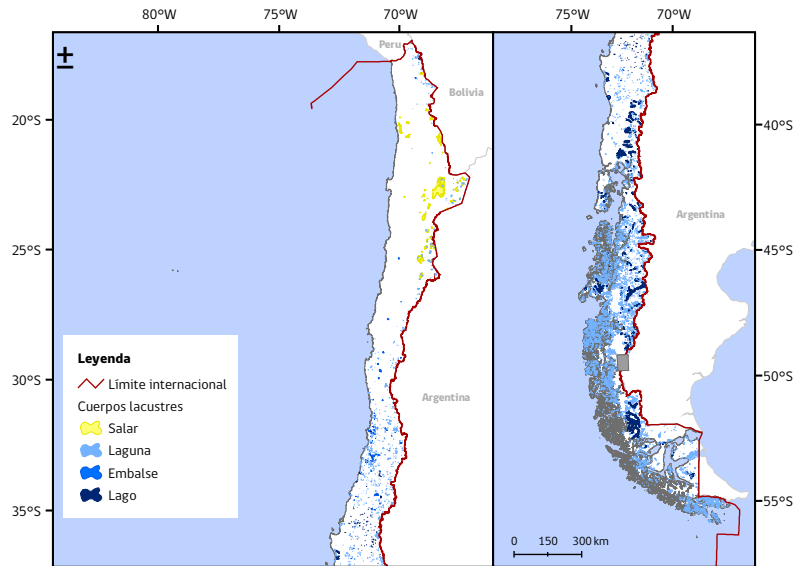 80°W 75°W 70°W 75°W 70°W
±
Peru
Bolivia
20°S
40°S
Argentina
25°S
45°S
Leyenda
Límite internacional
Cuerpos lacustres
Salar
Laguna
Embalse
Lago
30°S
Argentina
50°S
35°S
55°S
0 150 300 km